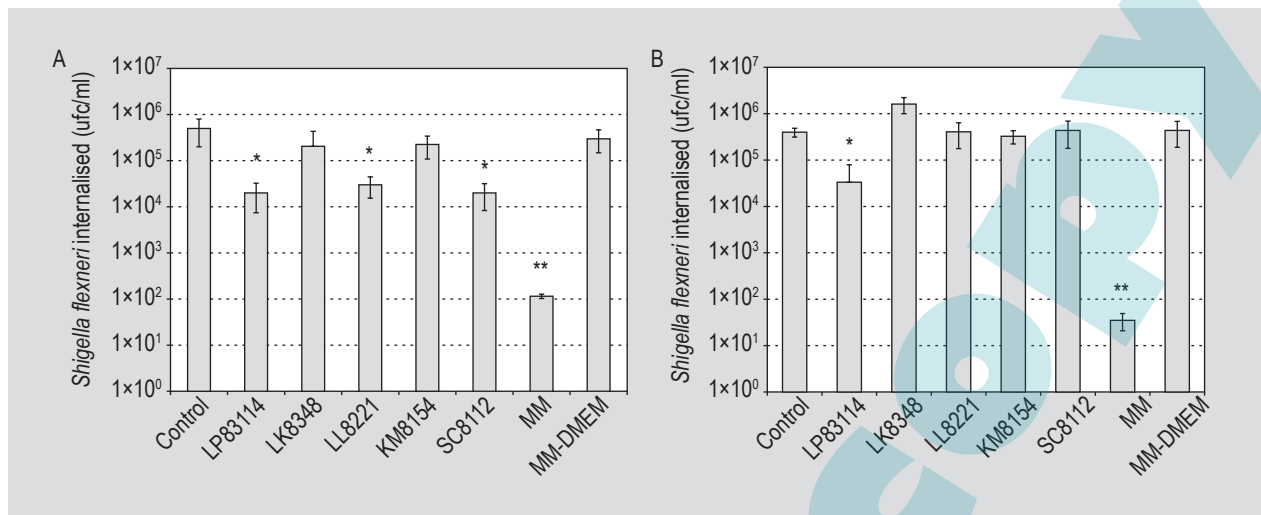 A
Shigella flexneri internalised (ufc/ml)
1×10⁷
1×10⁶
1×10⁵
1×10⁴
1×10³
1×10²
1×10¹
1×10⁰
* * * **
Control LP83114 LK8348 LL8221 KM8154 SC8112 MM MM-DMEM
B
Shigella flexneri internalised (ufc/ml)
1×10⁷
1×10⁶
1×10⁵
1×10⁴
1×10³
1×10²
1×10¹
1×10⁰
* **
Control LP83114 LK8348 LL8221 KM8154 SC8112 MM MM-DMEM
copy